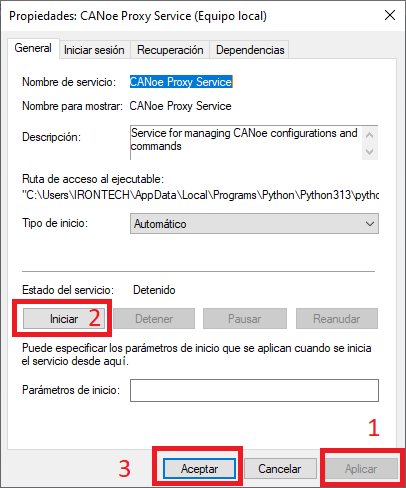 Propiedades: CANoe Proxy Service (Equipo local)
General Iniciar sesión Recuperación Dependencias
Nombre de servicio: CANoe Proxy Service
Nombre para mostrar: CANoe Proxy Service
Descripción: Service for managing CANoe configurations and
commands
Ruta de acceso al ejecutable:
"C:\Users\IRONTECH\AppData\Local\Programs\Python\Python313\pytho
Tipo de inicio: Automático
Estado del servicio: Detenido
Iniciar 2 Detener Pausar Reanudar
Puede especificar los parámetros de inicio que se aplican cuando se inicia
el servicio desde aquí.
Parámetros de inicio:
1
3 Aceptar Cancelar Aplicar